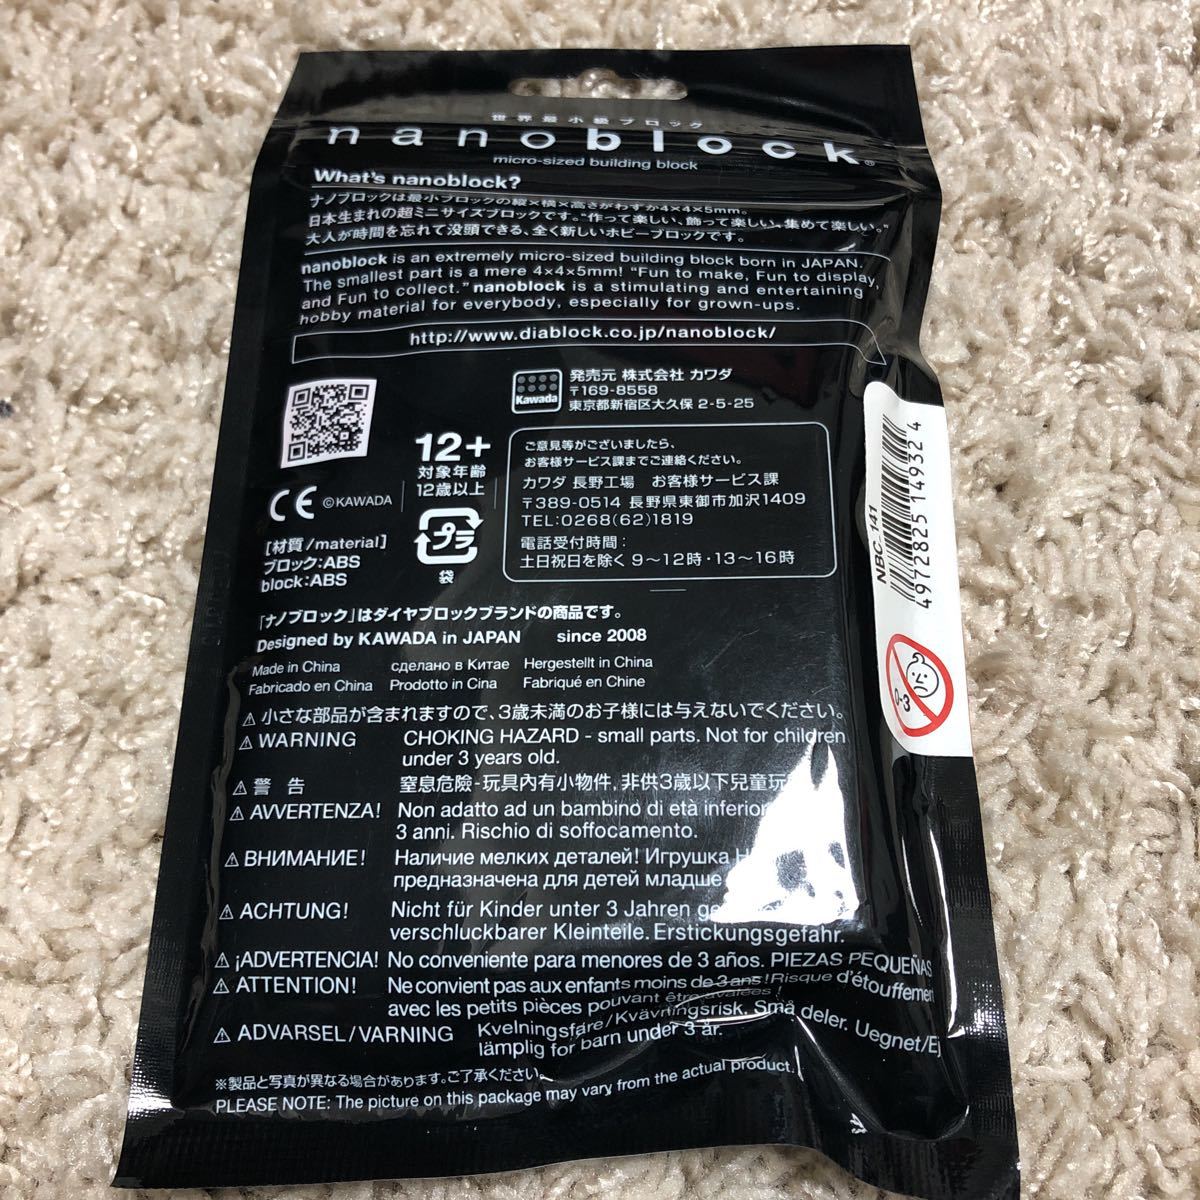 世界最小級ブロック
nanoblock®
micro-sized building block
What's nanoblock?
ナノブロックは最小ブロックの縦×横×高さがわずか4×4×5mm。
日本生まれの超ミニサイズブロックです。"作って楽しい、飾って楽しい、集めて楽しい。"
大人が時間を忘れて没頭できる、全く新しいホビーブロックです。
nanoblock is an extremely micro-sized building block born in JAPAN.
The smallest part is a mere 4×4×5mm! "Fun to make, Fun to display,
and Fun to collect." nanoblock is a stimulating and entertaining
hobby material for everybody, especially for grown-ups.
http://www.diablock.co.jp/nanoblock/
Kawada
発売元 株式会社 カワダ
〒169-8558
東京都新宿区大久保 2-5-25
12+
対象年齢
12歳以上
CE ©KAWADA
プラ
袋
ご意見等がございましたら、
お客様サービス課までご連絡ください。
カワダ 長野工場 お客様サービス課
〒389-0514 長野県東御市加沢1409
TEL:0268(62)1819
電話受付時間：
土日祝日を除く 9～12時・13～16時
[材質/material]
ブロック:ABS
block:ABS
NBC_141
4972825 149324
0-3
「ナノブロック」はダイヤブロックブランドの商品です。
Designed by KAWADA in JAPAN since 2008
Made in China сделано в Китае Hergestellt in China
Fabricado en China Prodotto in Cina Fabriqué en Chine
⚠小さな部品が含まれますので、3歳未満のお子様には与えないでください。
⚠WARNING CHOKING HAZARD - small parts. Not for children
under 3 years old.
⚠警告 窒息危險-玩具內有小物件，非供3歲以下兒童玩
⚠AVVERTENZA! Non adatto ad un bambino di età
3 anni. Rischio di soffocamento.
⚠ВНИМАНИЕ! Наличие мелких деталей! Игрушка
предназначена для детей младше
⚠ACHTUNG! Nicht für Kinder unter 3 Jahren
verschluckbarer Kleinteile. Erstickungsgefahr.
⚠¡ADVERTENCIA! No conveniente para menores de 3 años. PIEZAS PEQUEÑAS
⚠ATTENTION! Ne convient pas aux enfants moins de 3 ans! Risque d'étouffement
avec les petits pièces pouvant être avalées!
⚠ADVARSEL/VARNING Kvelningsfare/Kvävningsrisk. Små deler. Uegnet/Ej
lämplig for barn under 3 år.
※製品と写真が異なる場合があります。ご了承ください。
PLEASE NOTE: The picture on this package may vary from the actual product.